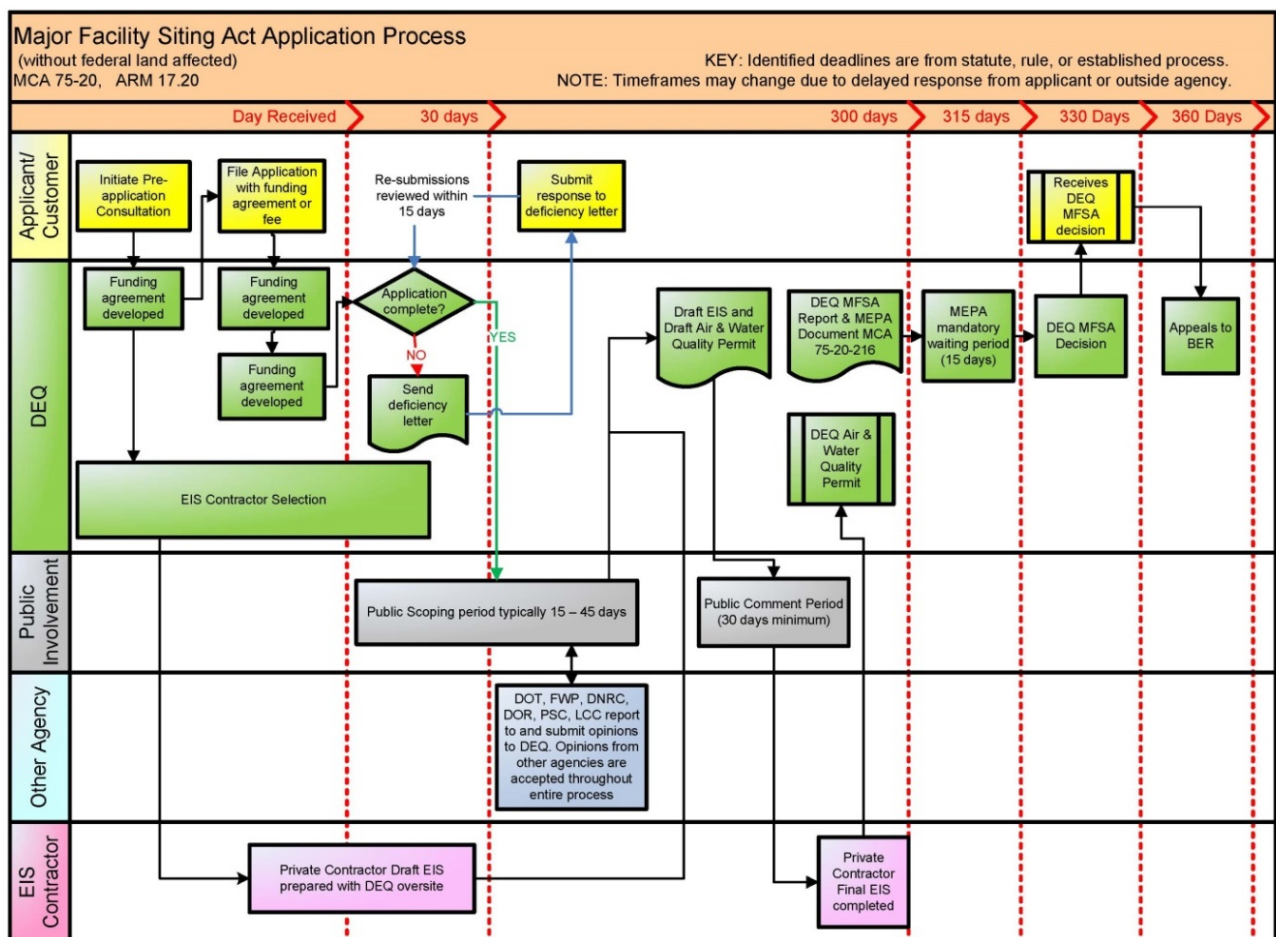 Major Facility Siting Act Application Process
(without federal land affected)
MCA 75-20, ARM 17.20
KEY: Identified deadlines are from statute, rule, or established process.
NOTE: Timeframes may change due to delayed response from applicant or outside agency.
Day Received
30 days
300 days
315 days
330 Days
360 Days
Applicant/
Customer
Initiate Pre-
application
Consultation
File Application
with funding
agreement or
fee
Re-submissions
reviewed within
15 days
Submit
response to
deficiency letter
Receives
DEQ
MFSA
decision
DEQ
Funding
agreement
developed
Funding
agreement
developed
Funding
agreement
developed
Application
complete?
YES
NO
Send
deficiency
letter
Draft EIS and
Draft Air & Water
Quality Permit
DEQ MFSA
Report & MEPA
Document MCA
75-20-216
MEPA
mandatory
waiting period
(15 days)
DEQ MFSA
Decision
Appeals to
BER
DEQ Air &
Water
Quality
Permit
EIS Contractor Selection
Public
Involvement
Public Scoping period typically 15 – 45 days
Public Comment Period
(30 days minimum)
Other Agency
DOT, FWP, DNRC,
DOR, PSC, LCC report
to and submit opinions
to DEQ. Opinions from
other agencies are
accepted throughout
entire process
EIS
Contractor
Private Contractor Draft EIS
prepared with DEQ oversite
Private
Contractor
Final EIS
completed